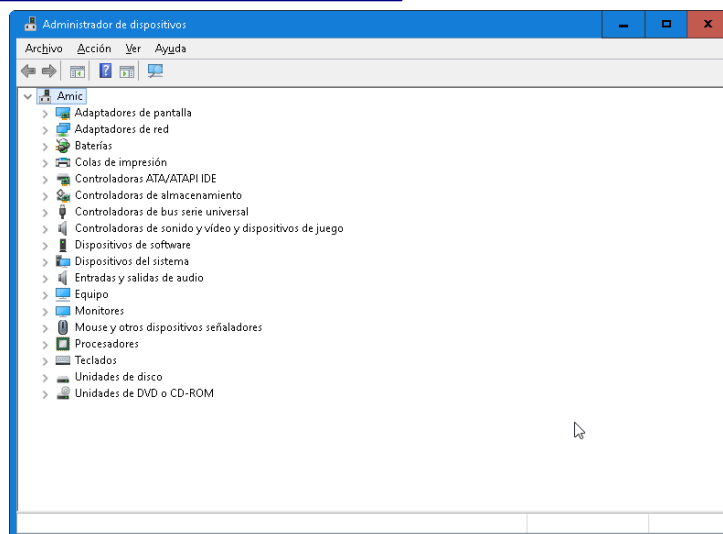 Administrador de dispositivos
Archivo Acción Ver Ayuda
Amic
Adaptadores de pantalla
Adaptadores de red
Baterías
Colas de impresión
Controladoras ATA/ATAPI IDE
Controladoras de almacenamiento
Controladoras de bus serie universal
Controladoras de sonido y vídeo y dispositivos de juego
Dispositivos de software
Dispositivos del sistema
Entradas y salidas de audio
Equipo
Monitores
Mouse y otros dispositivos señaladores
Procesadores
Teclados
Unidades de disco
Unidades de DVD o CD-ROM